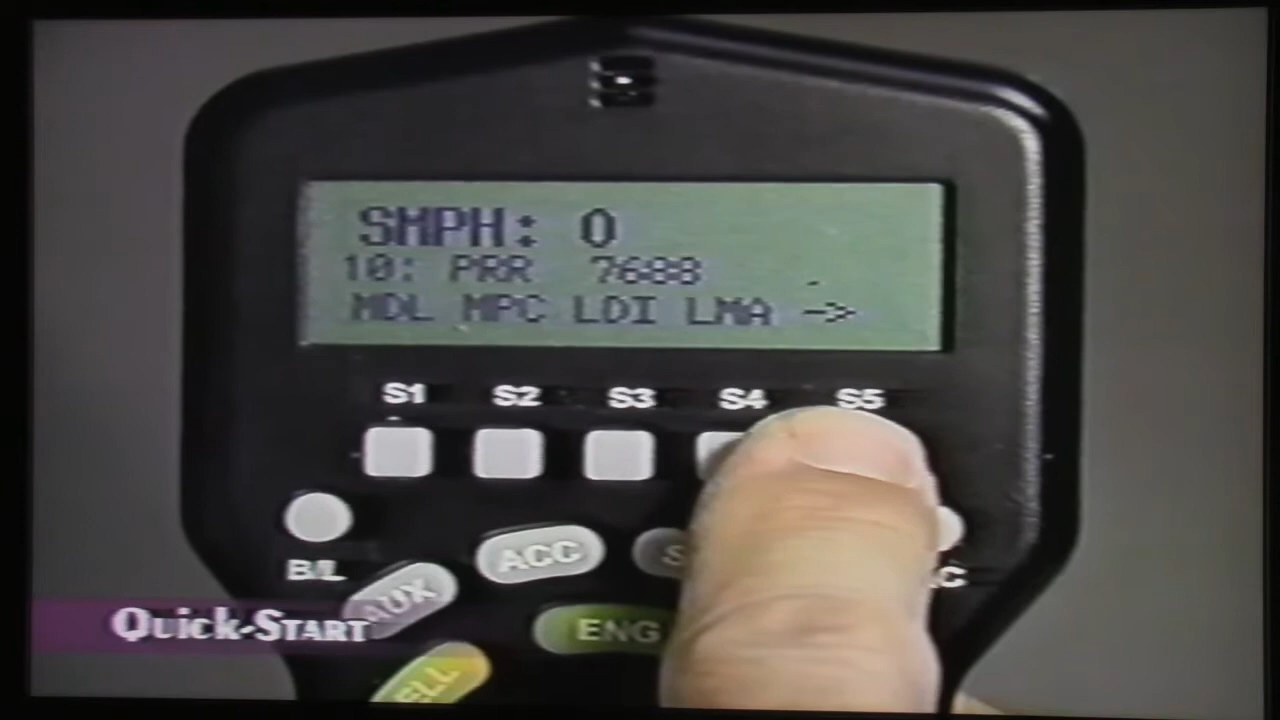 SMPH: 0
10: PRR 7688
MDL MPC LDI LMA ->
S1 S2 S3 S4 S5
B/L
ACC
AUX
ENG
Quick-START